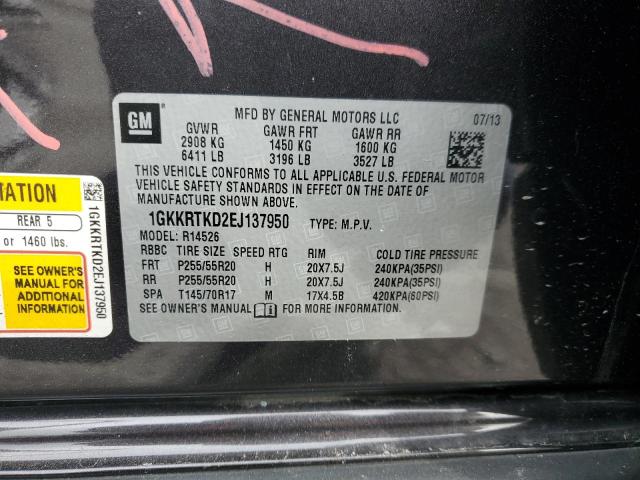 GM
MFD BY GENERAL MOTORS LLC 07/13
GVWR GAWR FRT GAWR RR
2908 KG 1450 KG 1600 KG
6411 LB 3196 LB 3527 LB
THIS VEHICLE CONFORMS TO ALL APPLICABLE U.S. FEDERAL MOTOR
VEHICLE SAFETY STANDARDS IN EFFECT ON THE DATE OF
MANUFACTURE SHOWN ABOVE.
1GKKRTKD2EJ137950 TYPE: M.P.V.
MODEL: R14526
RBBC TIRE SIZE SPEED RTG RIM COLD TIRE PRESSURE
FRT P255/55R20 H 20X7.5J 240KPA(35PSI)
RR P255/55R20 H 20X7.5J 240KPA(35PSI)
SPA T145/70R17 M 17X4.5B 420KPA(60PSI)
SEE OWNER'S MANUAL FOR MORE INFORMATION.
REAR 5
or 1460 lbs.
SEE OWNER'S
MANUAL FOR
ADDITIONAL
INFORMATION
1GKKRTKD2EJ137950